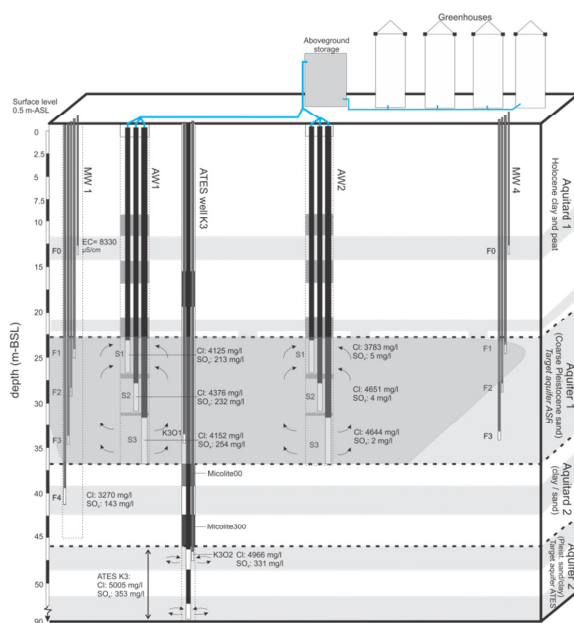 Greenhouses
Aboveground
storage
Surface level
0.5 m-ASL
depth (m-BSL)
0
2.5
5
10
15
20
25
30
35
40
45
50
90
MW 1
AW1
ATES well K3
AW2
MW 4
F0
EC= 8330
µS/cm
F0
F1
S1
Cl: 4125 mg/l
SO₄: 213 mg/l
S1
Cl: 3783 mg/l
SO₄: 5 mg/l
F1
F2
S2
Cl: 4376 mg/l
SO₄: 232 mg/l
S2
Cl: 4651 mg/l
SO₄: 4 mg/l
F2
F3
S3
K3O1
Cl: 4152 mg/l
SO₄: 254 mg/l
S3
Cl: 4644 mg/l
SO₄: 2 mg/l
F3
F4
Cl: 3270 mg/l
SO₄: 143 mg/l
Micolite00
Micolite300
K3O2
Cl: 4966 mg/l
SO₄: 331 mg/l
ATES K3:
Cl: 5005 mg/l
SO₄: 353 mg/l
Aquitard 1
Holocene clay and peat
Aquifer 1
(Coarse Pleistocene sand)
Target aquifer ASR
Aquitard 2
(clay / sand)
Aquifer 2
(Pleist. sand/clay)
Target aquifer ATES